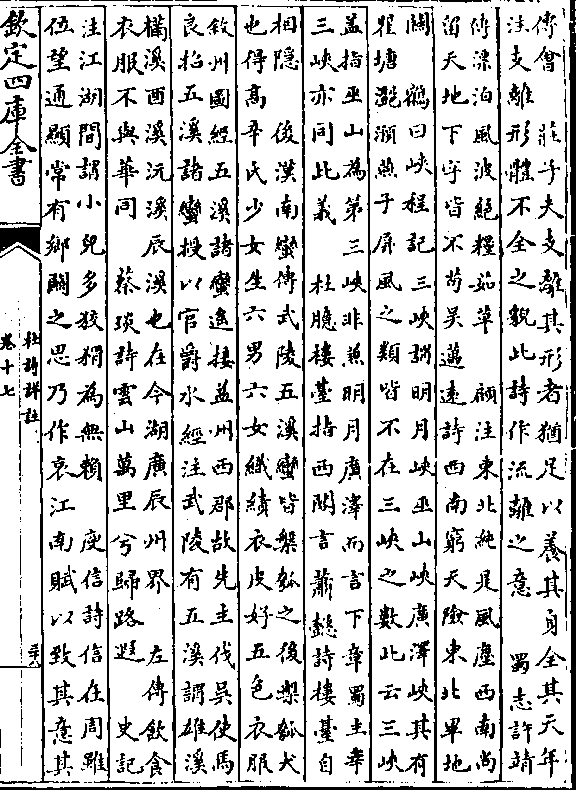 傳僧 莊子夫支離其形者猶足以養其身全其天年
注支離形體不全之貌此詩作流離之意 蜀志許靖
傳漂泊風波絕糧茹草 顧注東北純是風塵西南尚
留天地下字皆不茍吳邁遠詩西南窮天險東北畢地
關 鶴曰峽程記三峽謂明月峽巫山峽廣澤峽其有
瞿塘灩澦燕子屏風之類皆不在三峽之數此云三峽
蓋指巫山為第三峽非兼明月廣澤而言下章蜀主幸
三峽亦同此義 杜臆樓臺指西閣言蕭懿詩樓臺自
相隱 後漢南蠻傳武陵五溪蠻皆槃瓠之後槃瓠犬
也得高辛氏少女生六男六女織績衣皮好五色衣服
敘州圖經五溪諸蠻遙接益州西郡故先主伐吳使馬
良招五溪諸蠻授以官爵水經注武陵有五溪謂雄溪
樠溪酉溪沅溪辰溪也在今湖廣辰州界 左傳飲食
衣服不與華同 蔡琰詩雲山萬里兮歸路遐 史記
注江湖間謂小兒多狡猾為無賴 庾信詩信在周雖
位望通顯常有鄉關之思乃作哀江南賦以致其意其
欽定四庫全書
杜詩詳註
卷十七